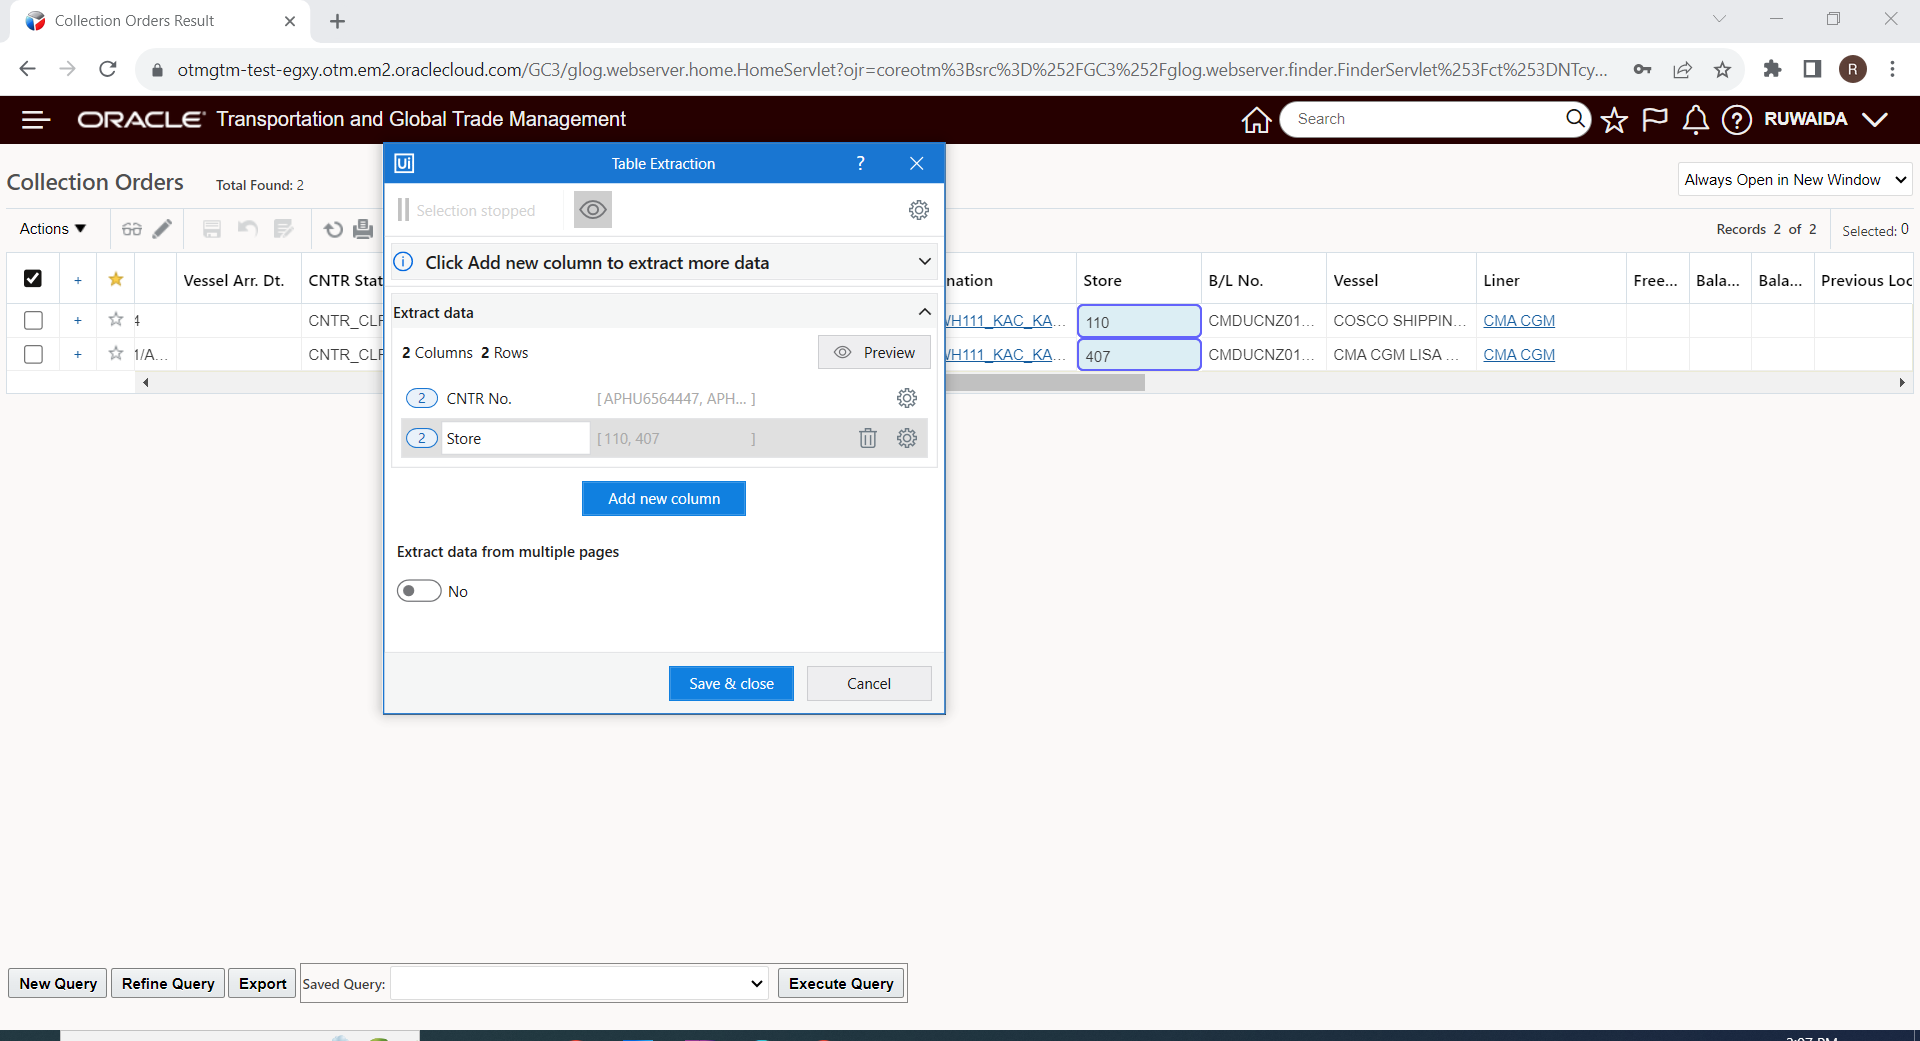 Collection Orders Result
otmgtm-test-egxy.otm.em2.oraclecloud.com/GC3/glog.webserver.home.HomeServlet?ojr=coreotm%3Bsrc%3D%252FGC3%252Fglog.webserver.finder.FinderServlet%253Fct%253DNTcy...
R
ORACLE Transportation and Global Trade Management
Search
RUWAIDA
Ui Table Extraction ?
Collection Orders
Total Found: 2
Always Open in New Window
Selection stopped
Actions
Records 2 of 2
Selected: 0
Click Add new column to extract more data
+ Vessel Arr. Dt. CNTR Stat nation Store B/L No. Vessel Liner Free... Bala... Bala... Previous Loc
Extract data
+ 4 CNTR_CLF WH111_KAC_KA... 110 CMDUCNZ01... COSCO SHIPPIN... CMA CGM
2 Columns 2 Rows Preview
+ 1/A... CNTR_CLF WH111_KAC_KA... 407 CMDUCNZ01... CMA CGM LISA ... CMA CGM
2 CNTR No. [ APHU6564447, APH... ]
2 Store [ 110, 407 ]
Add new column
Extract data from multiple pages
No
Save & close Cancel
New Query Refine Query Export Saved Query: Execute Query